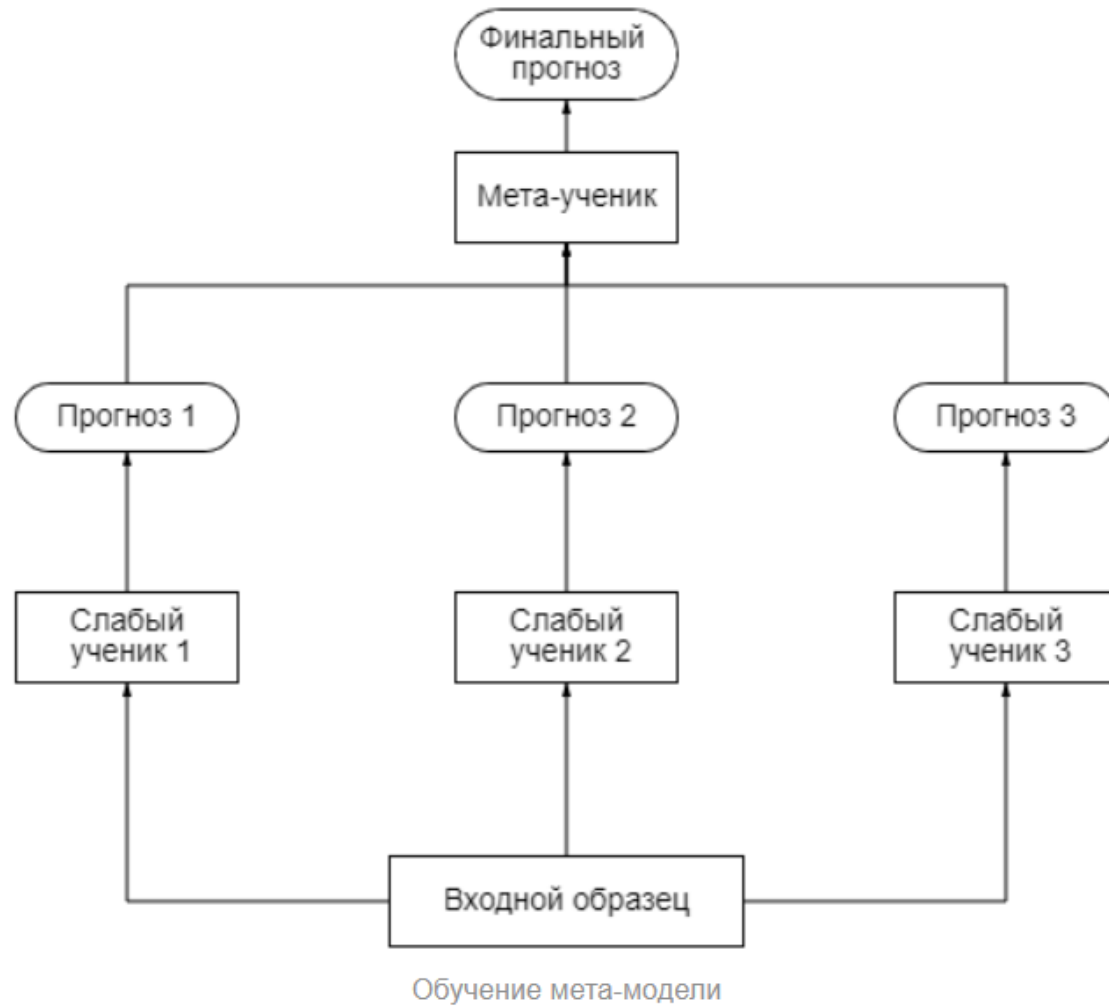 Финальный
прогноз
Мета-ученик
Прогноз 1
Прогноз 2
Прогноз 3
Слабый
ученик 1
Слабый
ученик 2
Слабый
ученик 3
Входной образец
Обучение мета-модели